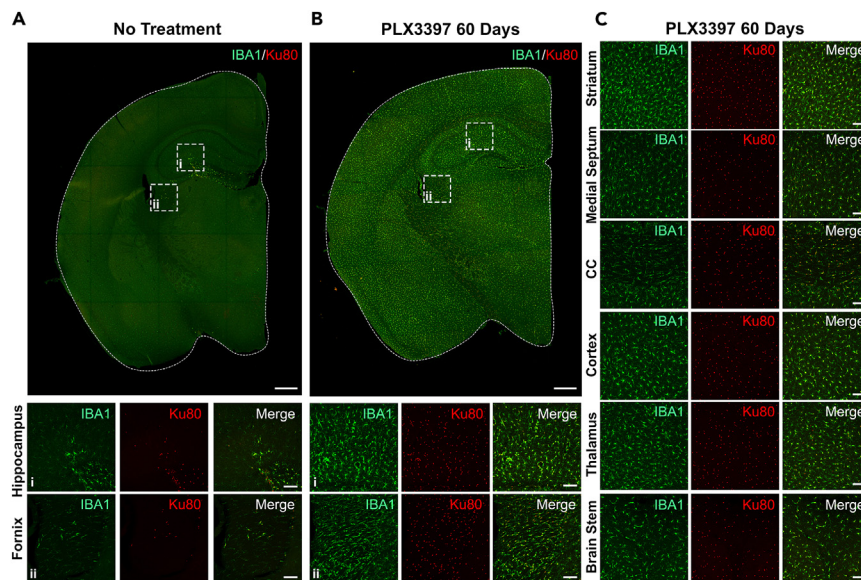 A
No Treatment
IBA1/Ku80
i
ii
Hippocampus
IBA1
Ku80
Merge
i
Fornix
IBA1
Ku80
Merge
ii
B
PLX3397 60 Days
IBA1/Ku80
i
ii
IBA1
Ku80
Merge
i
IBA1
Ku80
Merge
ii
C
PLX3397 60 Days
Striatum
IBA1
Ku80
Merge
Medial Septum
IBA1
Ku80
Merge
CC
IBA1
Ku80
Merge
Cortex
IBA1
Ku80
Merge
Thalamus
IBA1
Ku80
Merge
Brain Stem
IBA1
Ku80
Merge